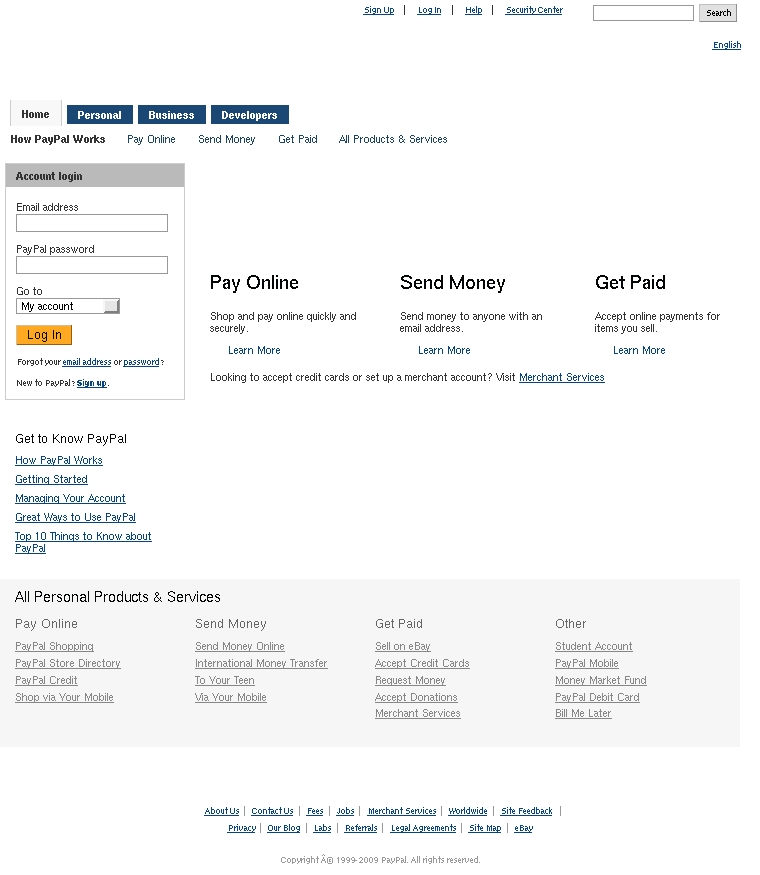 Sign Up | Log In | Help | Security Center Search
English
Home Personal Business Developers
How PayPal Works Pay Online Send Money Get Paid All Products & Services
Account login
Email address
PayPal password
Go to
My account
Log In
Forgot your email address or password?
New to PayPal? Sign up.
Pay Online
Shop and pay online quickly and
securely.
Learn More
Send Money
Send money to anyone with an
email address.
Learn More
Get Paid
Accept online payments for
items you sell.
Learn More
Looking to accept credit cards or set up a merchant account? Visit Merchant Services
Get to Know PayPal
How PayPal Works
Getting Started
Managing Your Account
Great Ways to Use PayPal
Top 10 Things to Know about
PayPal
All Personal Products & Services
Pay Online
PayPal Shopping
PayPal Store Directory
PayPal Credit
Shop via Your Mobile
Send Money
Send Money Online
International Money Transfer
To Your Teen
Via Your Mobile
Get Paid
Sell on eBay
Accept Credit Cards
Request Money
Accept Donations
Merchant Services
Other
Student Account
PayPal Mobile
Money Market Fund
PayPal Debit Card
Bill Me Later
About Us | Contact Us | Fees | Jobs | Merchant Services | Worldwide | Site Feedback |
Privacy | Our Blog | Labs | Referrals | Legal Agreements | Site Map | eBay
Copyright Â© 1999-2009 PayPal. All rights reserved.